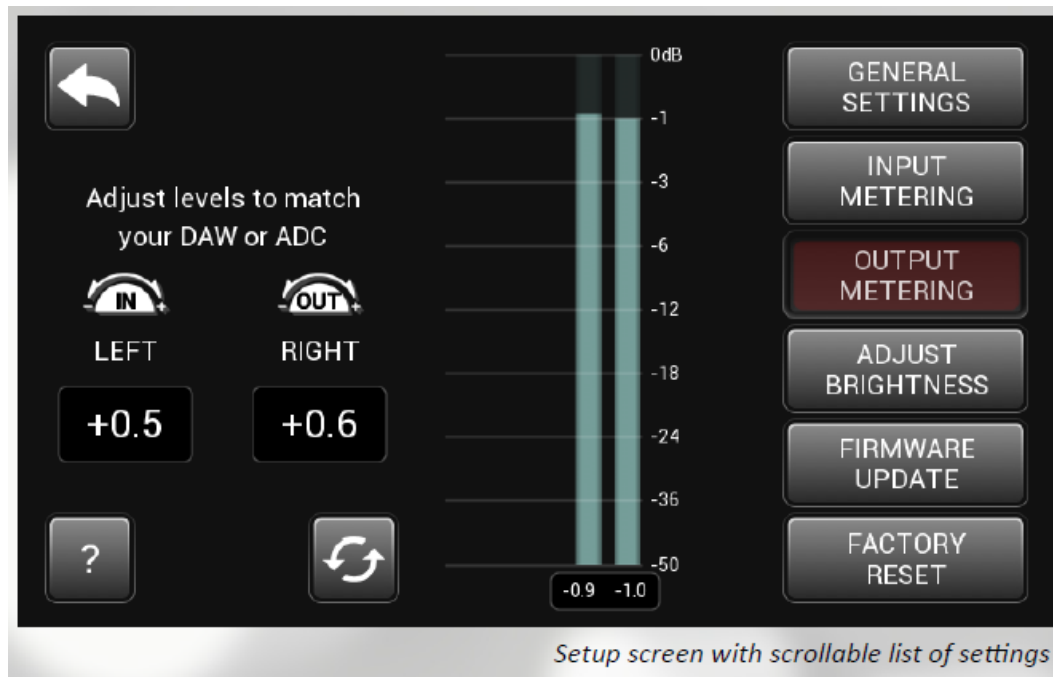 Adjust levels to match
your DAW or ADC
IN
OUT
LEFT
RIGHT
+0.5
+0.6
?
0dB
-1
-3
-6
-12
-18
-24
-36
-50
-0.9 -1.0
GENERAL
SETTINGS
INPUT
METERING
OUTPUT
METERING
ADJUST
BRIGHTNESS
FIRMWARE
UPDATE
FACTORY
RESET
Setup screen with scrollable list of settings